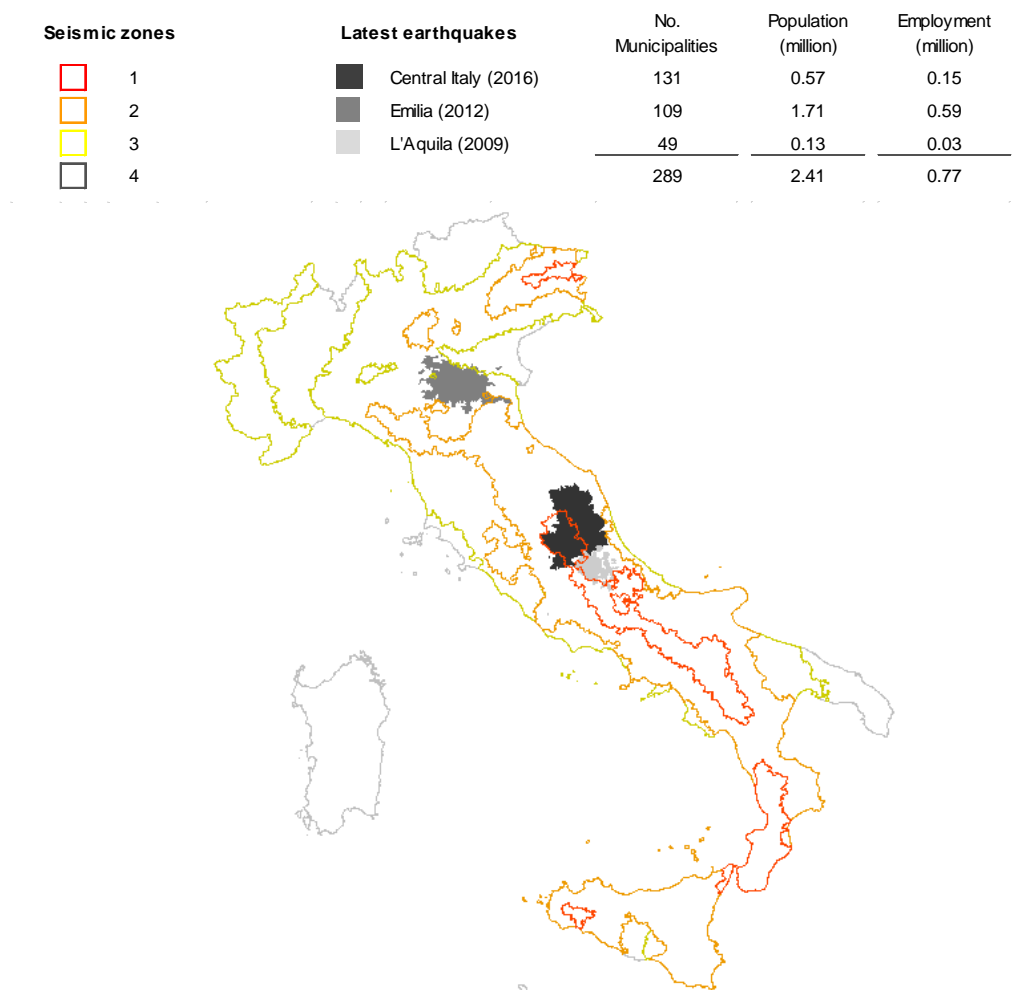 Seismic zones Latest earthquakes No. Municipalities Population (million) Employment (million)
1 Central Italy (2016) 131 0.57 0.15
2 Emilia (2012) 109 1.71 0.59
3 L'Aquila (2009) 49 0.13 0.03
4 289 2.41 0.77